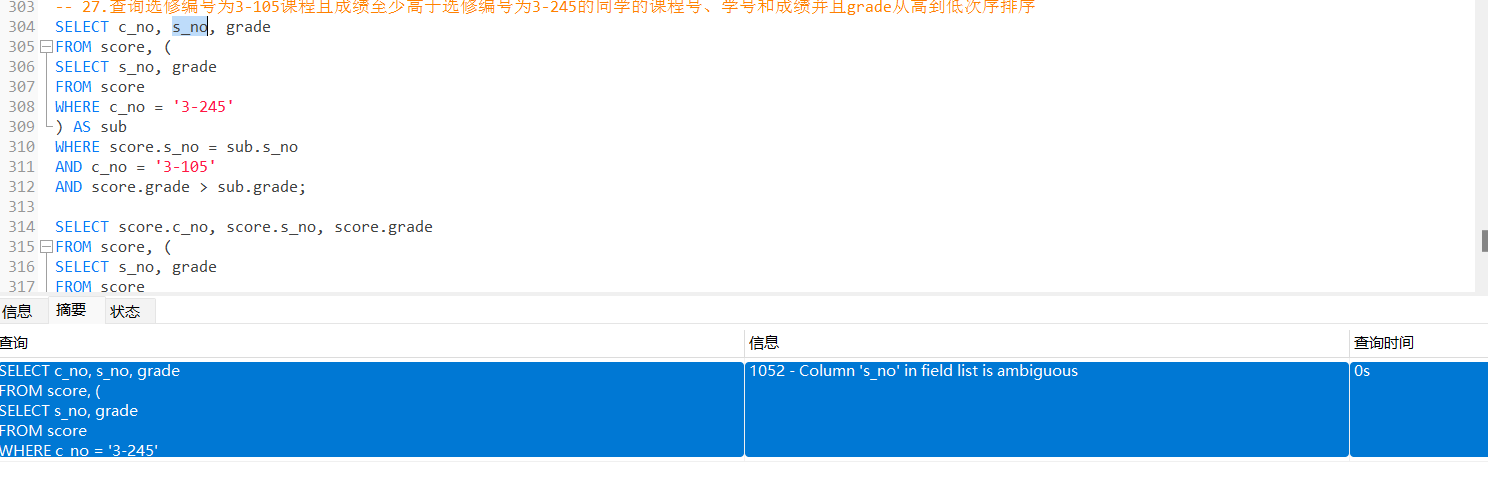 303 -- 27.查询选修编号为3-105课程且成绩至少高于选修编号为3-245的同学的课程号、学号和成绩并且grade从高到低次序排序
304 SELECT c_no, s_no, grade
305 FROM score, (
306 SELECT s_no, grade
307 FROM score
308 WHERE c_no = '3-245'
309 ) AS sub
310 WHERE score.s_no = sub.s_no
311 AND c_no = '3-105'
312 AND score.grade > sub.grade;
313
314 SELECT score.c_no, score.s_no, score.grade
315 FROM score, (
316 SELECT s_no, grade
317 FROM score
信息 摘要 状态
查询 信息 查询时间
SELECT c_no, s_no, grade 1052 - Column 's_no' in field list is ambiguous 0s
FROM score, (
SELECT s_no, grade
FROM score
WHERE c_no = '3-245'